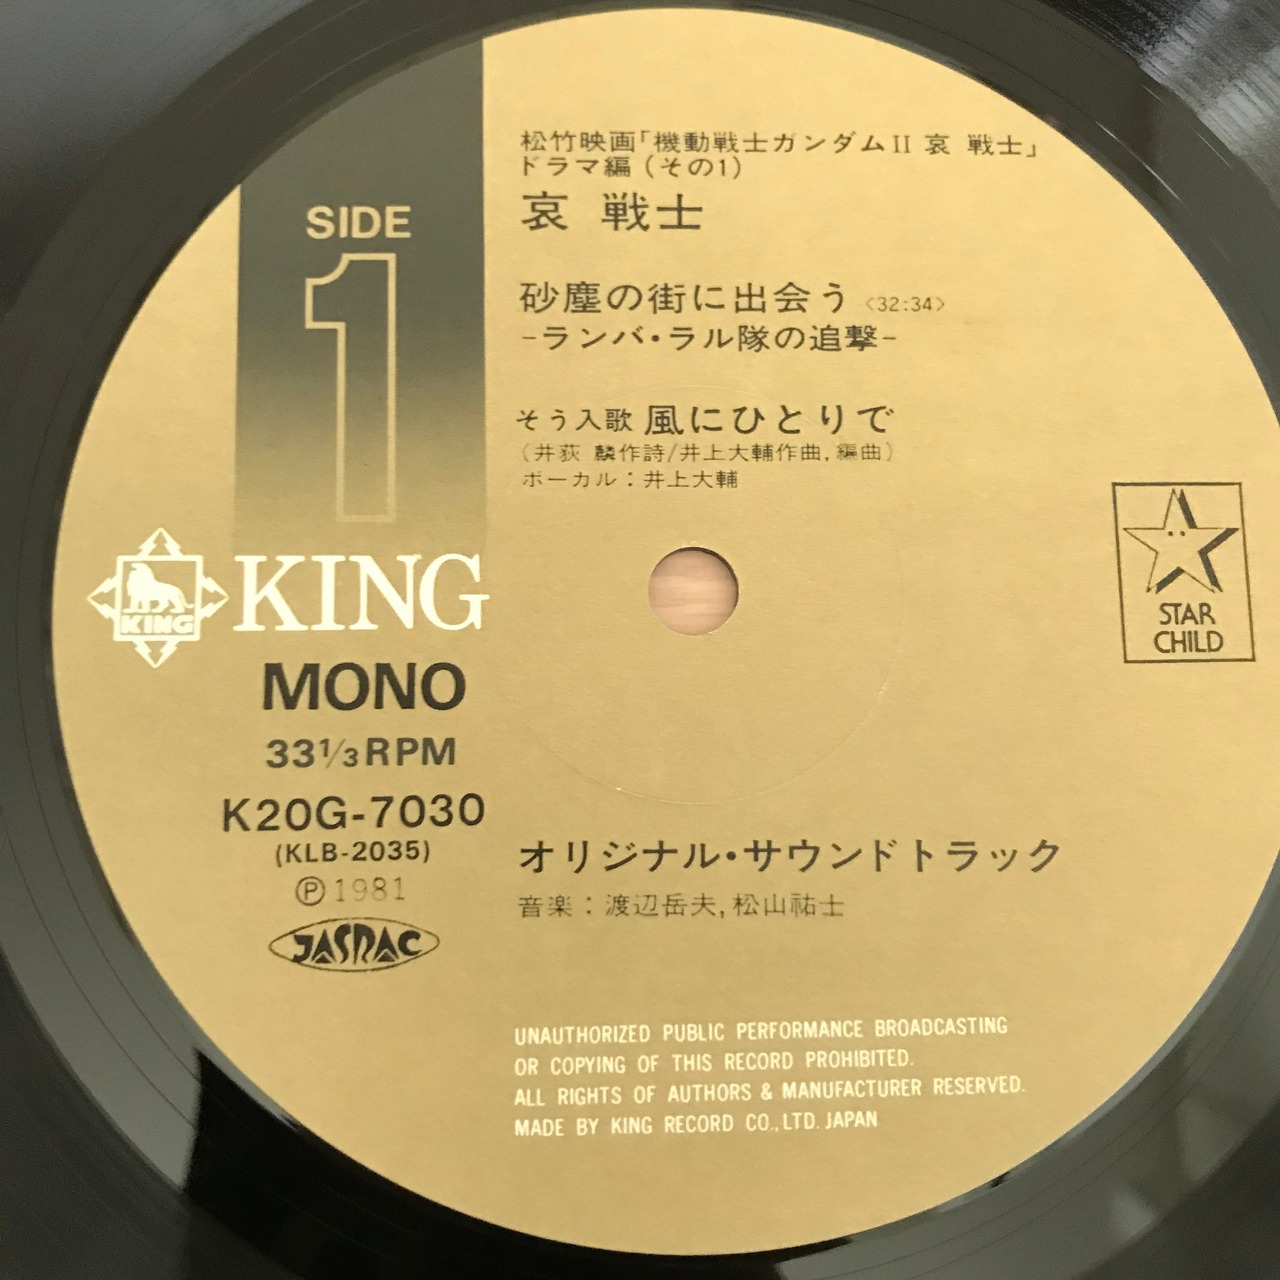 SIDE
1
KING
KING
MONO
33 1/3 RPM
K20G-7030
(KLB-2035)
Ⓟ1981
JASRAC
松竹映画「機動戦士ガンダムII 哀 戦士」
ドラマ編（その1）
哀 戦士
砂塵の街に出会う <32:34>
-ランバ・ラル隊の追撃-
そう入歌 風にひとりで
（井荻 麟作詩/井上大輔作曲,編曲）
ボーカル：井上大輔
STAR
CHILD
オリジナル・サウンドトラック
音楽：渡辺岳夫,松山祐士
UNAUTHORIZED PUBLIC PERFORMANCE BROADCASTING
OR COPYING OF THIS RECORD PROHIBITED.
ALL RIGHTS OF AUTHORS & MANUFACTURER RESERVED.
MADE BY KING RECORD CO.,LTD. JAPAN